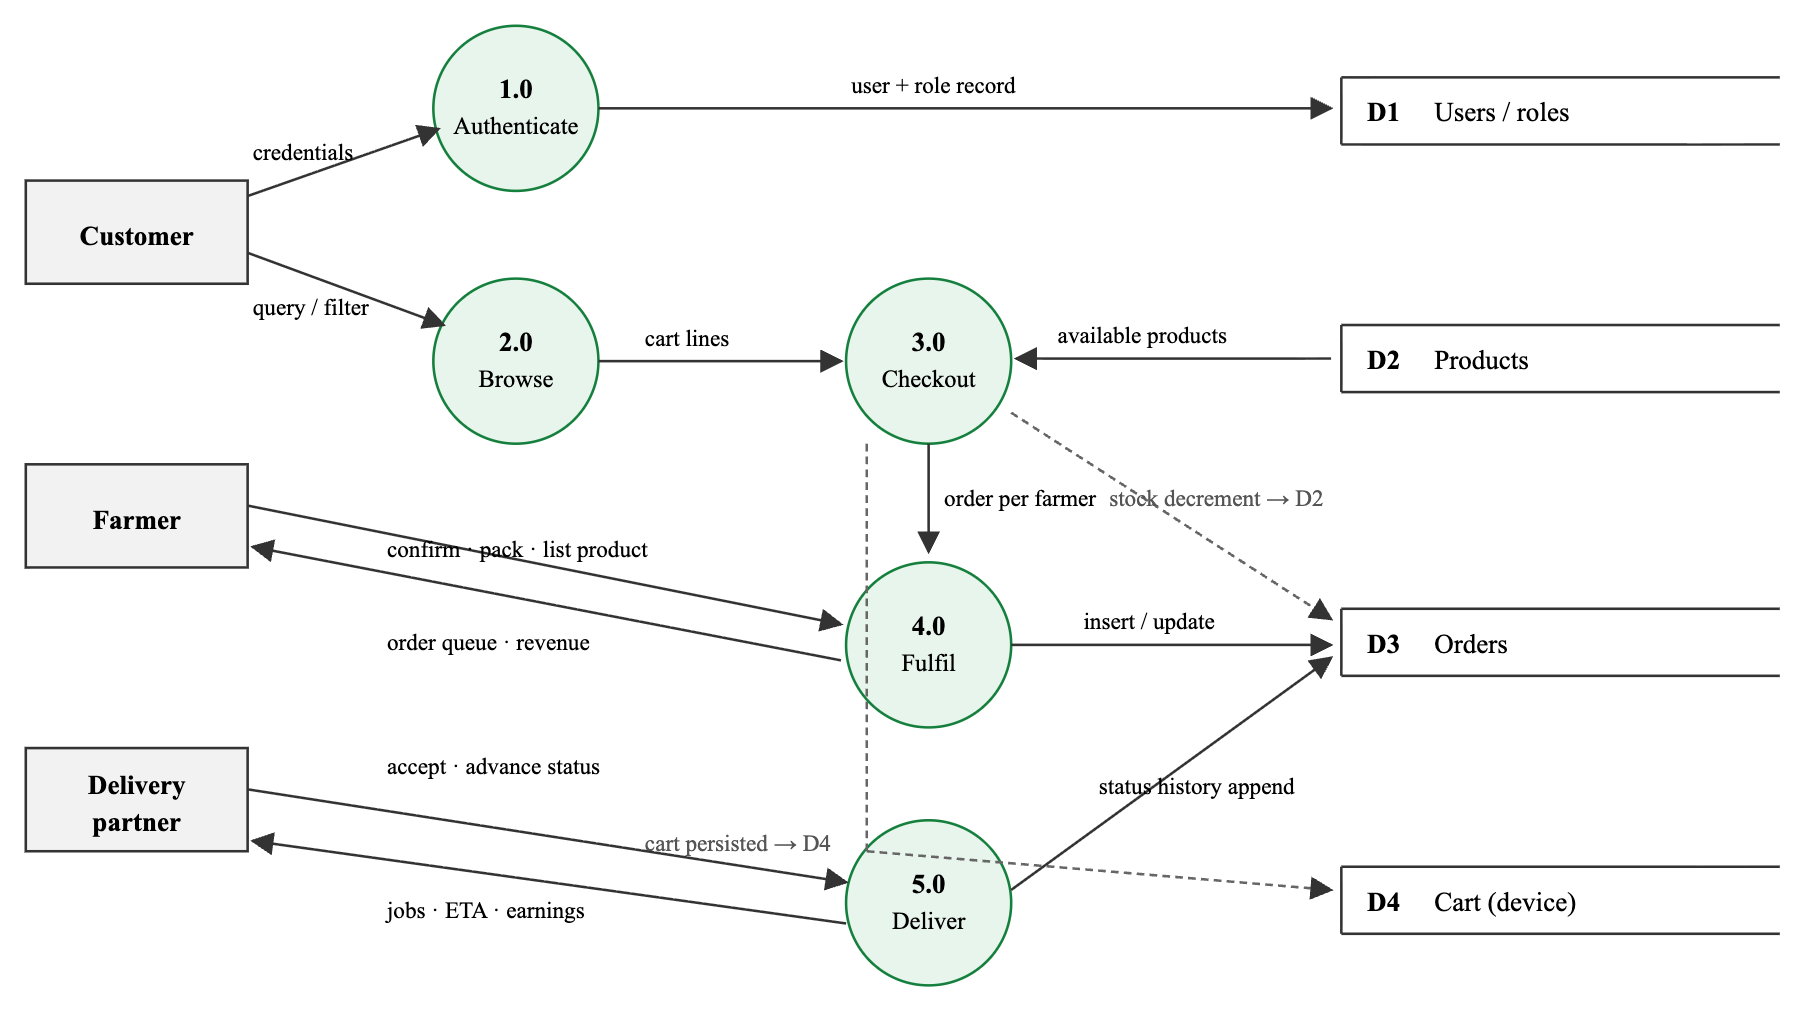 1.0
Authenticate
user + role record
D1 Users / roles
credentials
Customer
query / filter
2.0
Browse
cart lines
3.0
Checkout
available products
D2 Products
Farmer
order per farmer
stock decrement → D2
confirm · pack · list product
order queue · revenue
4.0
Fulfil
insert / update
D3 Orders
Delivery
partner
accept · advance status
cart persisted → D4
status history append
jobs · ETA · earnings
5.0
Deliver
D4 Cart (device)